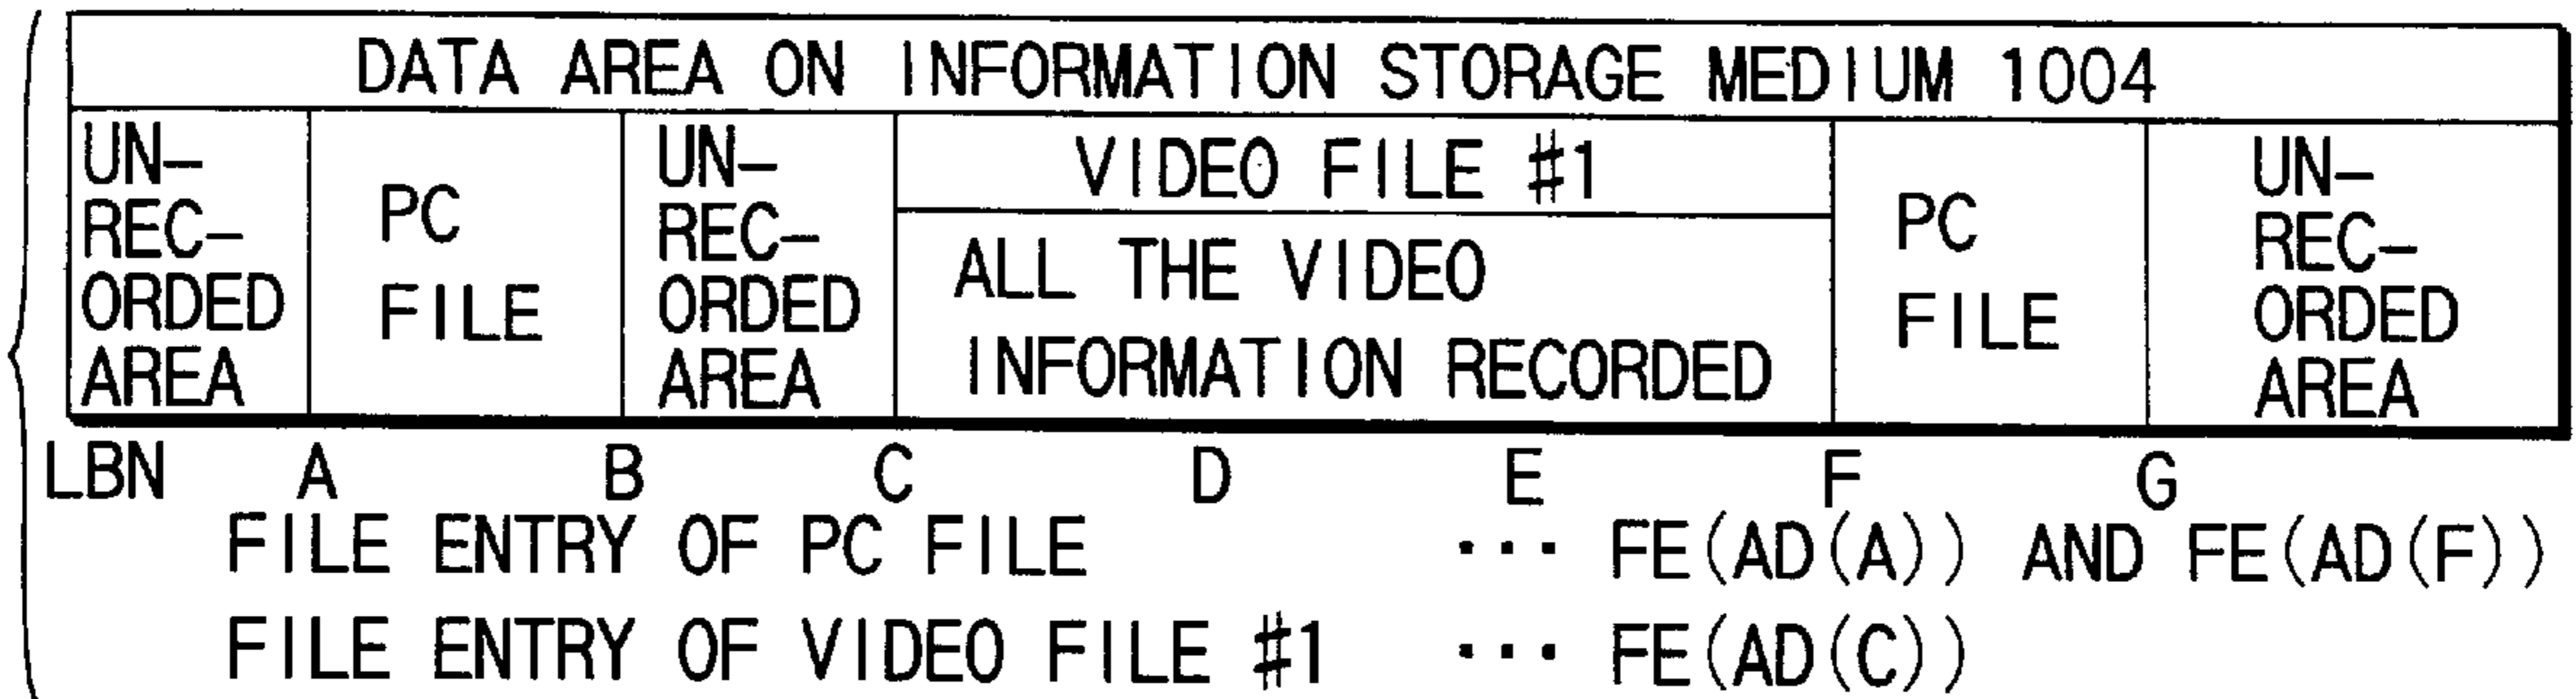 DATA AREA ON INFORMATION STORAGE MEDIUM 1004
UN-
REC-
ORDED
AREA
PC
FILE
UN-
REC-
ORDED
AREA
VIDEO FILE #1
ALL THE VIDEO
INFORMATION RECORDED
PC
FILE
UN-
REC-
ORDED
AREA
LBN A B C D E F G
FILE ENTRY OF PC FILE ··· FE(AD(A)) AND FE(AD(F))
FILE ENTRY OF VIDEO FILE #1 ··· FE(AD(C))